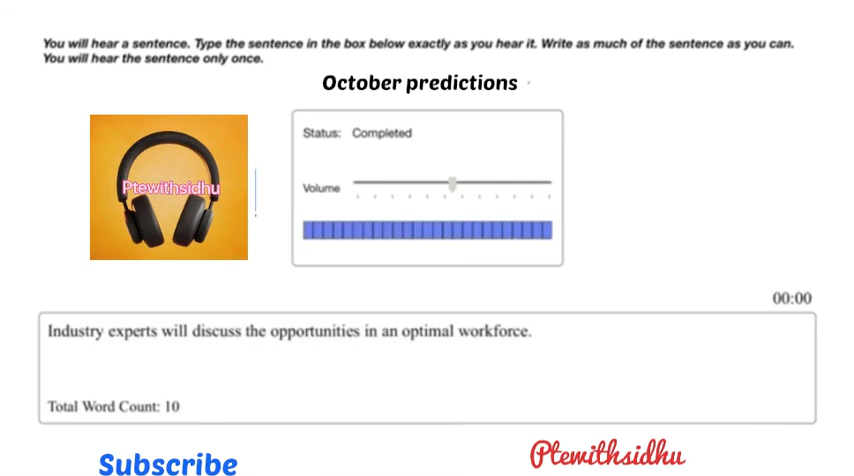 You will hear a sentence. Type the sentence in the box below exactly as you hear it. Write as much of the sentence as you can.
You will hear the sentence only once.
October predictions
Ptewithsidhu
Status: Completed
Volume
00:00
Industry experts will discuss the opportunities in an optimal workforce.
Total Word Count: 10
Subscribe
Ptewithsidhu